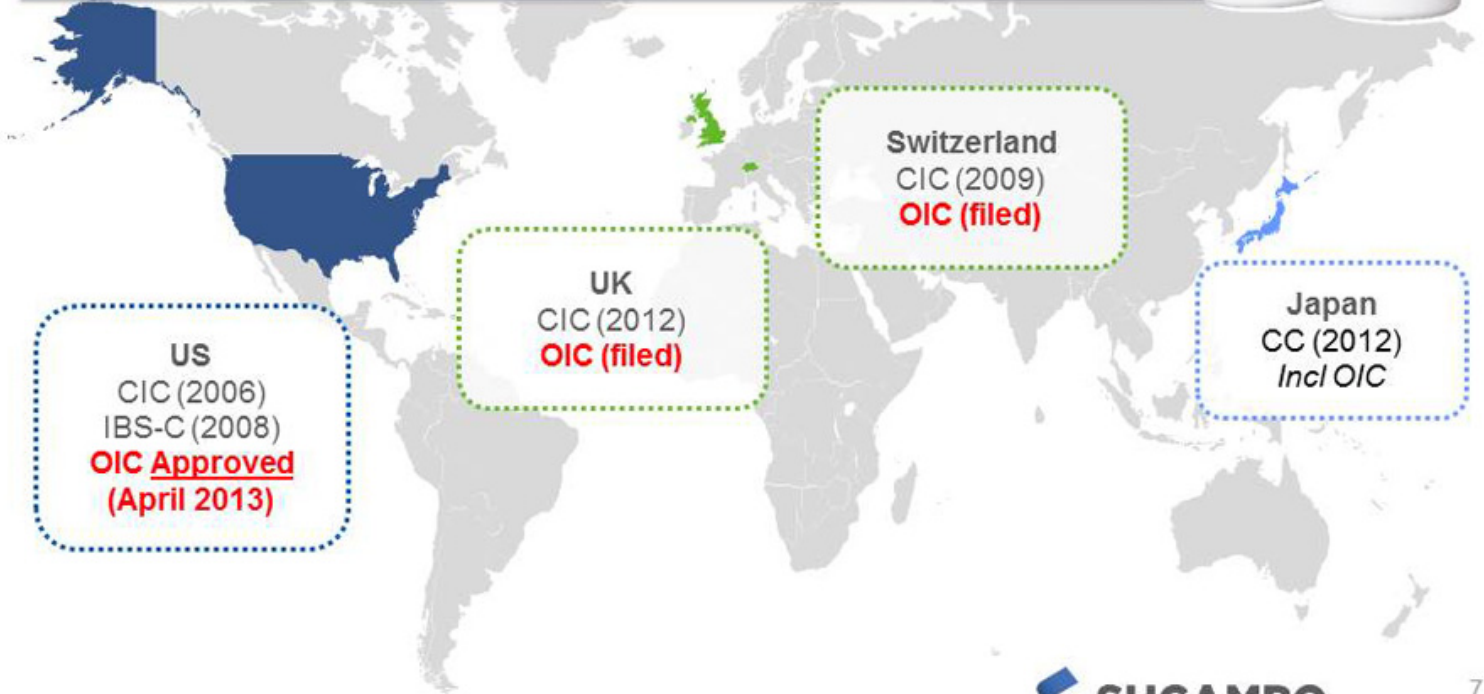 US
CIC (2006)
IBS-C (2008)
OIC Approved
(April 2013)
UK
CIC (2012)
OIC (filed)
Switzerland
CIC (2009)
OIC (filed)
Japan
CC (2012)
Incl OIC
SUCAMPO
7